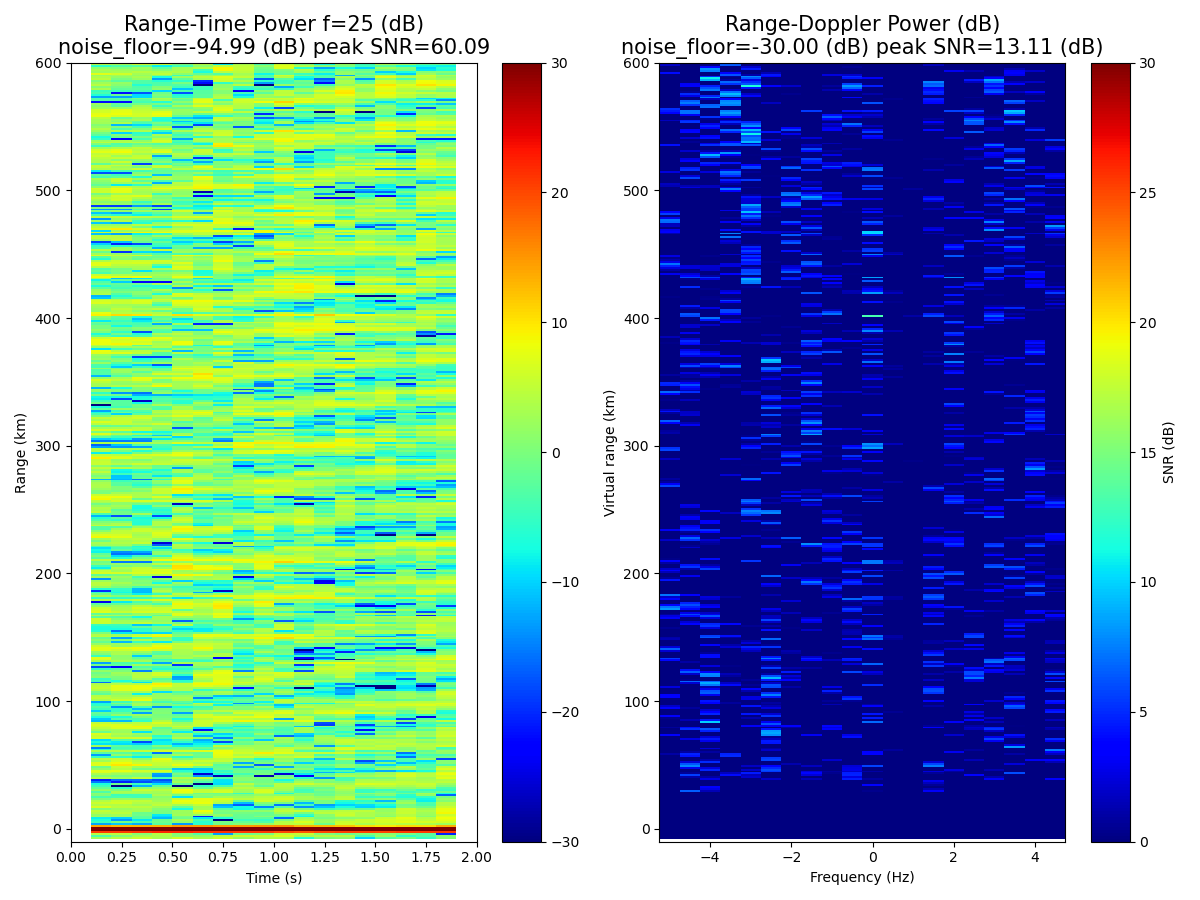 Range-Time Power f=25 (dB)
noise_floor=-94.99 (dB) peak SNR=60.09
Range-Doppler Power (dB)
noise_floor=-30.00 (dB) peak SNR=13.11 (dB)
600
500
400
300
200
100
0
Range (km)
0.00 0.25 0.50 0.75 1.00 1.25 1.50 1.75 2.00
Time (s)
30
20
10
0
−10
−20
−30
600
500
400
300
200
100
0
Virtual range (km)
−4 −2 0 2 4
Frequency (Hz)
30
25
20
15
10
5
0
SNR (dB)